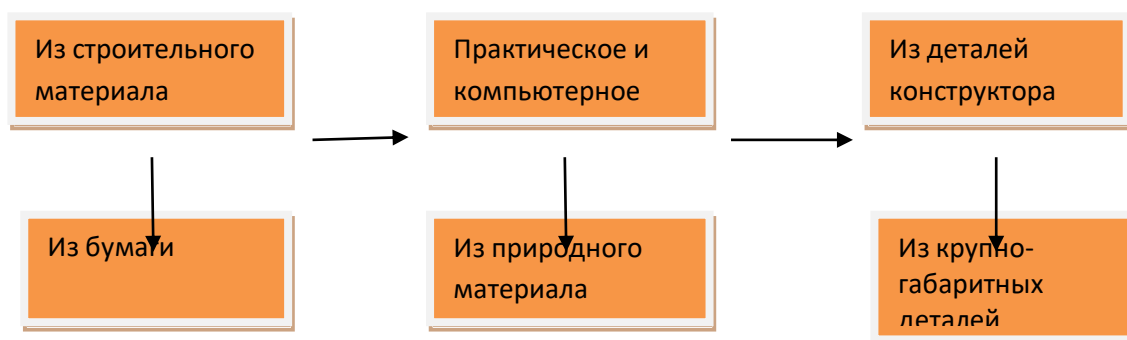 Из строительного
материала
Практическое и
компьютерное
Из деталей
конструктора
Из бумаги
Из природного
материала
Из крупно-
габаритных
деталей